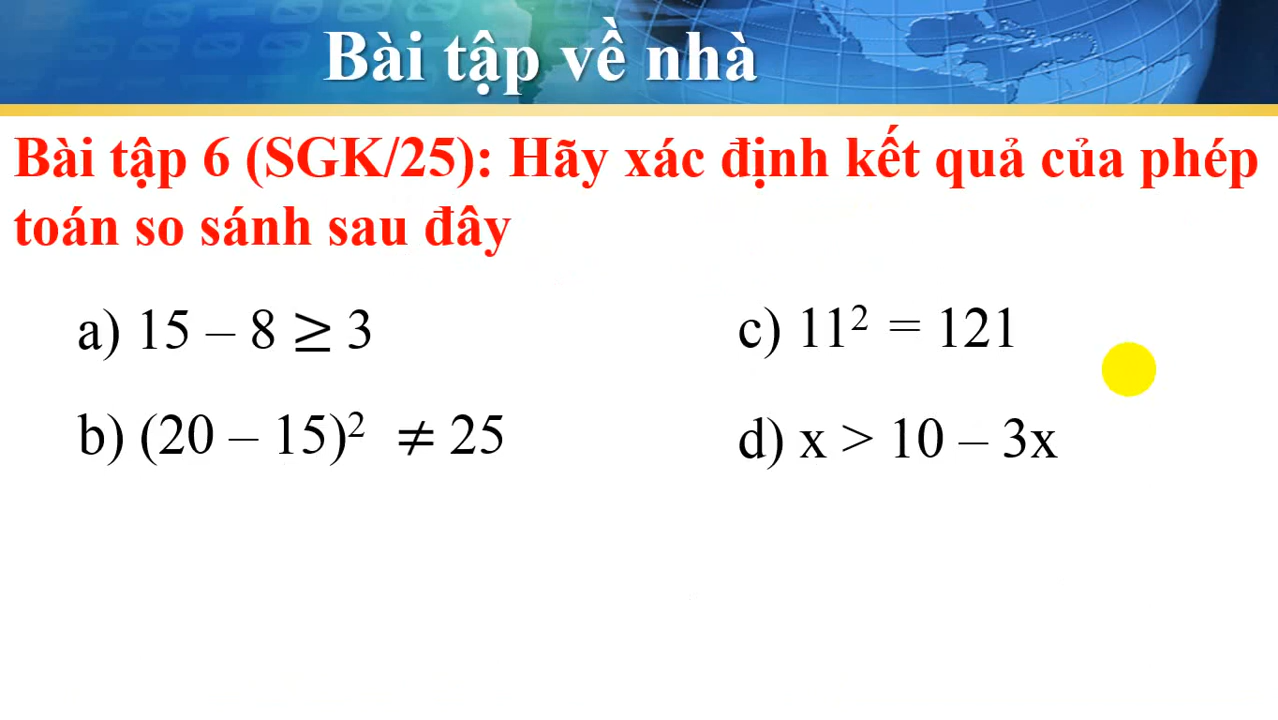 Bài tập về nhà
Bài tập 6 (SGK/25): Hãy xác định kết quả của phép
toán so sánh sau đây
a) 15 – 8 ≥ 3
c) 11² = 121
b) (20 – 15)² ≠ 25
d) x > 10 – 3x